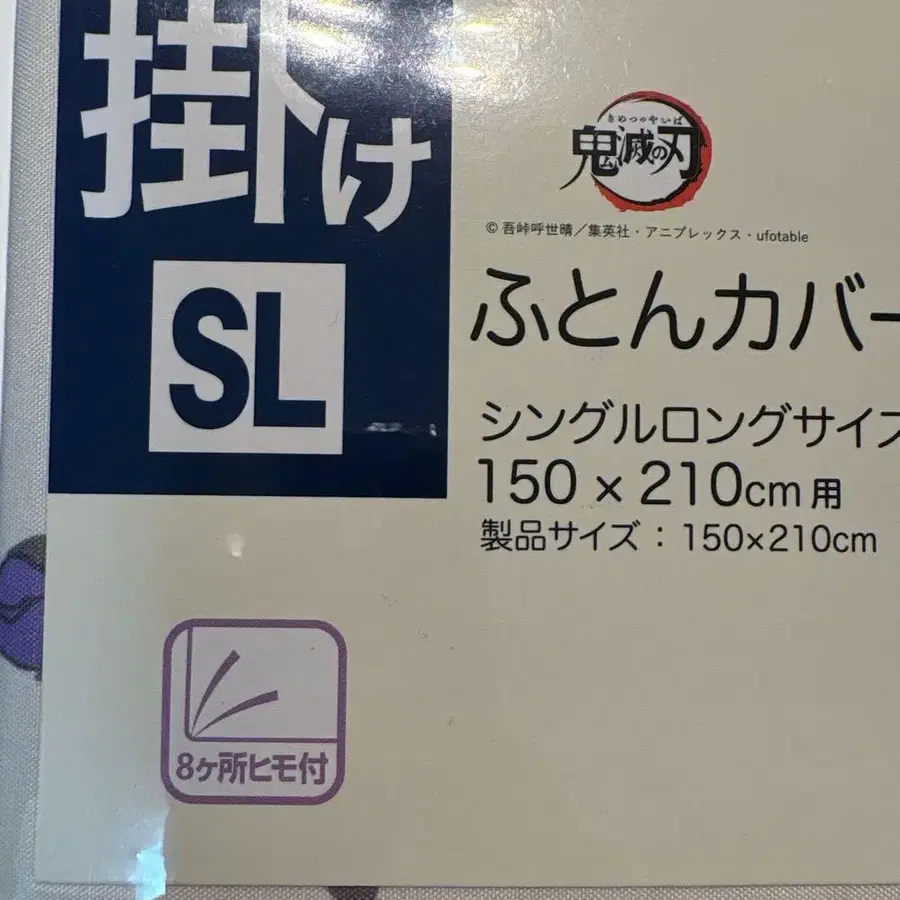 掛け
SL
きめつのやいば
鬼滅の刃
© 吾峠呼世晴／集英社・アニプレックス・ufotable
ふとんカバー
シングルロングサイズ
150 × 210cm 用
製品サイズ：150×210cm
8ヶ所ヒモ付